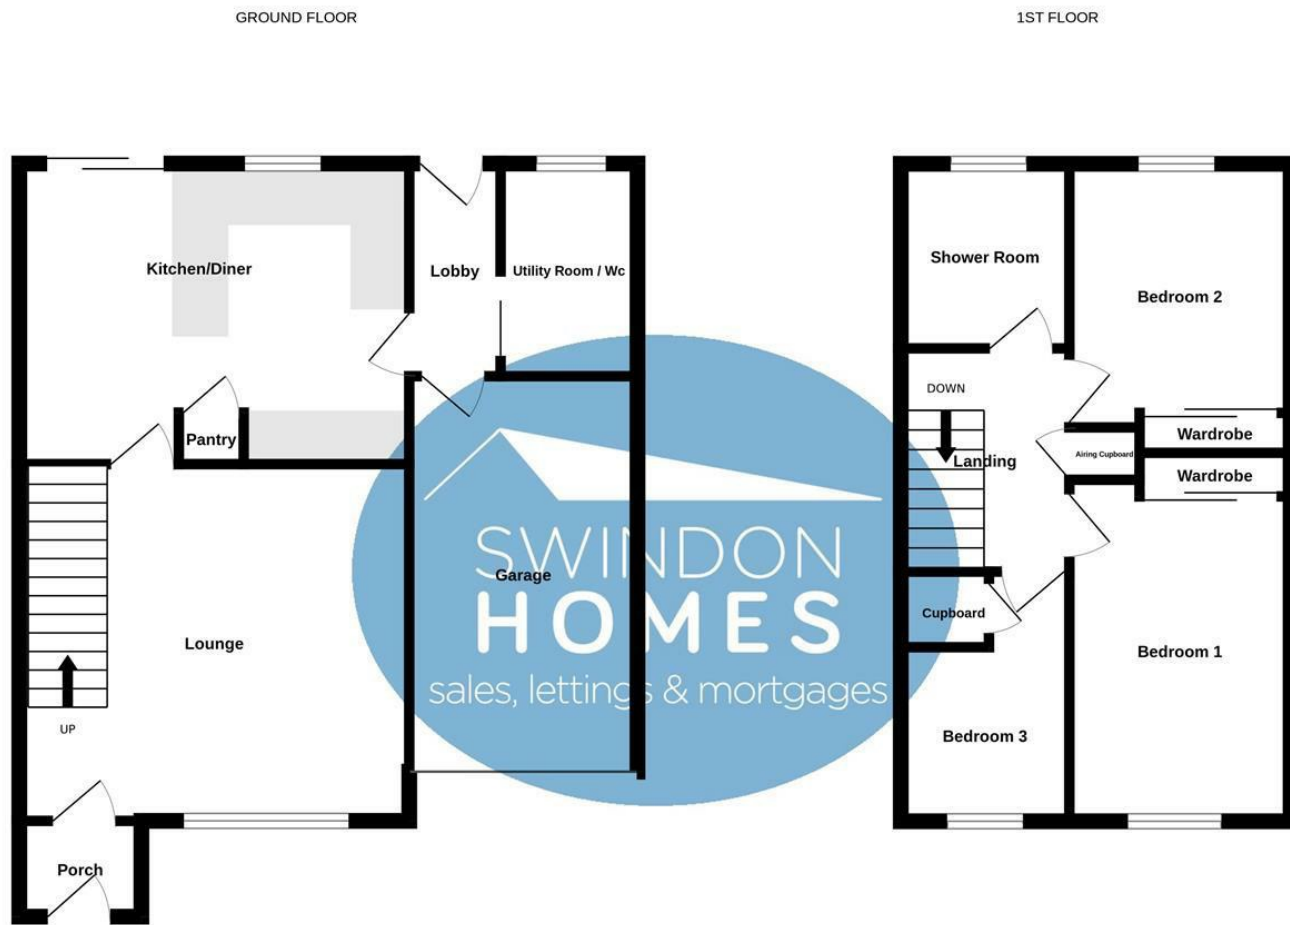 GROUND FLOOR
Kitchen/Diner
Lobby
Utility Room / Wc
Pantry
Lounge
UP
Porch
Garage
SWINDON
HOMES
sales, lettings & mortgages
1ST FLOOR
Shower Room
Bedroom 2
DOWN
Landing
Wardrobe
Airing Cupboard
Wardrobe
Cupboard
Bedroom 1
Bedroom 3